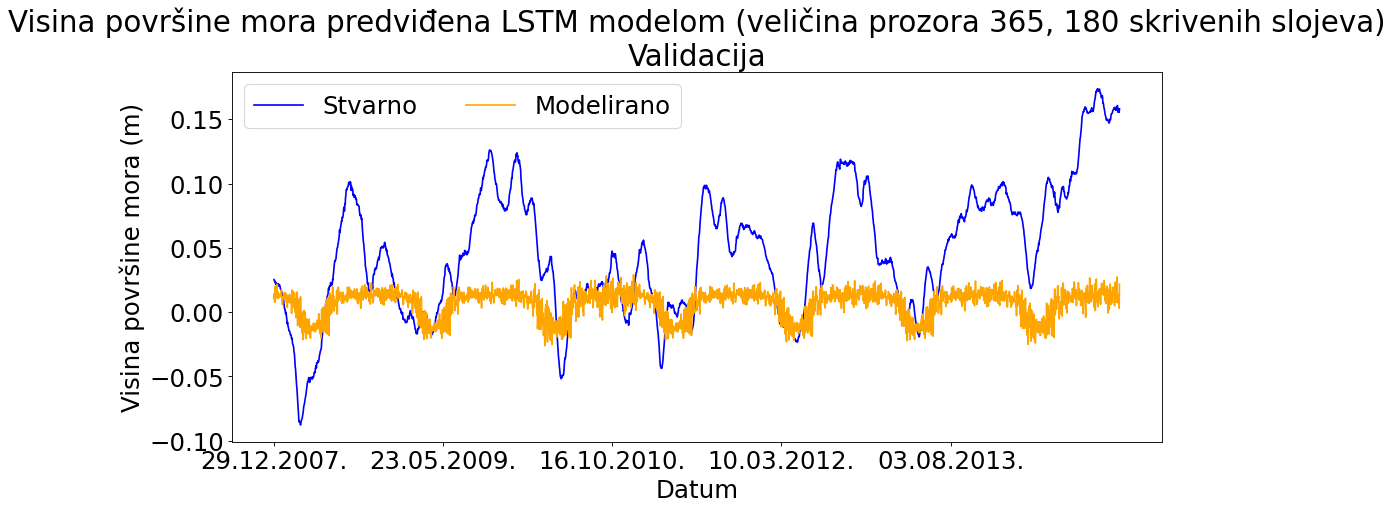 Visina površine mora predviđena LSTM modelom (veličina prozora 365, 180 skrivenih slojeva)
Validacija
Stvarno
Modelirano
Visina površine mora (m)
0.15
0.10
0.05
0.00
−0.05
−0.10
29.12.2007.
23.05.2009.
16.10.2010.
10.03.2012.
03.08.2013.
Datum